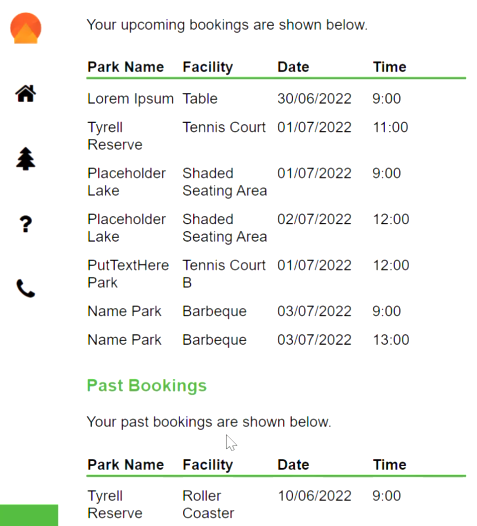 Your upcoming bookings are shown below.
Park Name Facility Date Time
Lorem Ipsum Table 30/06/2022 9:00
Tyrell Tennis Court 01/07/2022 11:00
Reserve
Placeholder Shaded 01/07/2022 9:00
Lake Seating Area
Placeholder Shaded 02/07/2022 12:00
Lake Seating Area
PutTextHere Tennis Court 01/07/2022 12:00
Park B
Name Park Barbeque 03/07/2022 9:00
Name Park Barbeque 03/07/2022 13:00
Past Bookings
Your past bookings are shown below.
Park Name Facility Date Time
Tyrell Roller 10/06/2022 9:00
Reserve Coaster